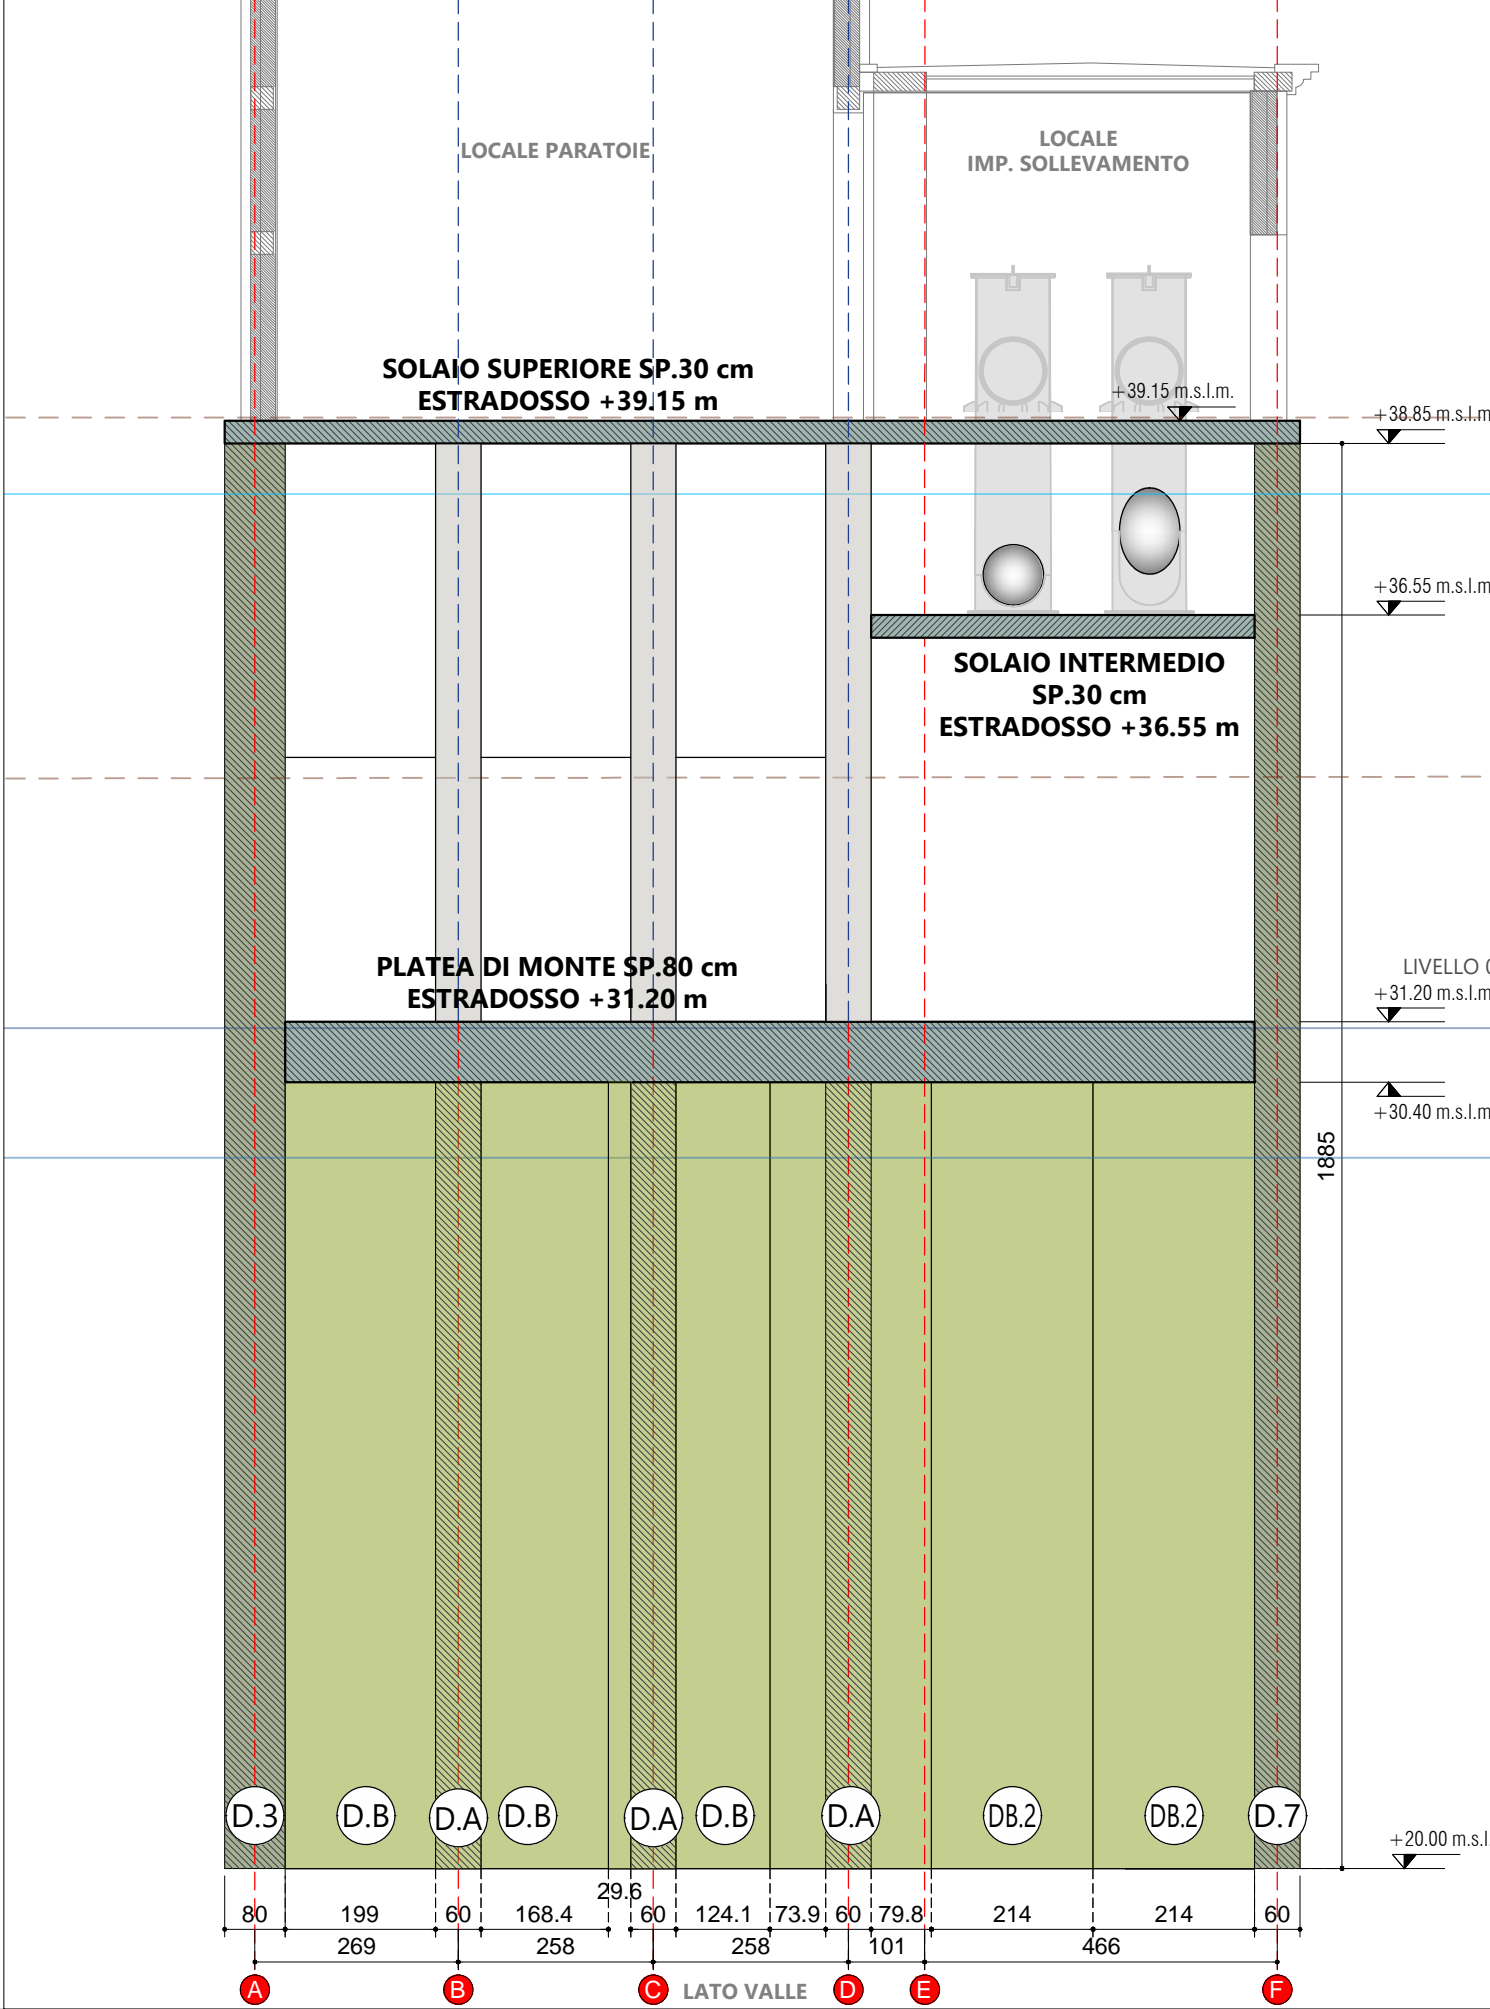 LOCALE PARATOIE
LOCALE
IMP. SOLLEVAMENTO
SOLAIO SUPERIORE SP.30 cm
ESTRADOSSO +39.15 m
+39.15 m.s.l.m.
+38.85 m.s.l.m
+36.55 m.s.l.m
SOLAIO INTERMEDIO
SP.30 cm
ESTRADOSSO +36.55 m
PLATEA DI MONTE SP.80 cm
ESTRADOSSO +31.20 m
LIVELLO 0
+31.20 m.s.l.m
+30.40 m.s.l.m
1885
D.3 D.B D.A D.B D.A D.B D.A DB.2 DB.2 D.7
+20.00 m.s.l
29.6
80 199 60 168.4 60 124.1 73.9 60 79.8 214 214 60
269 258 258 101 466
A B C LATO VALLE D E F